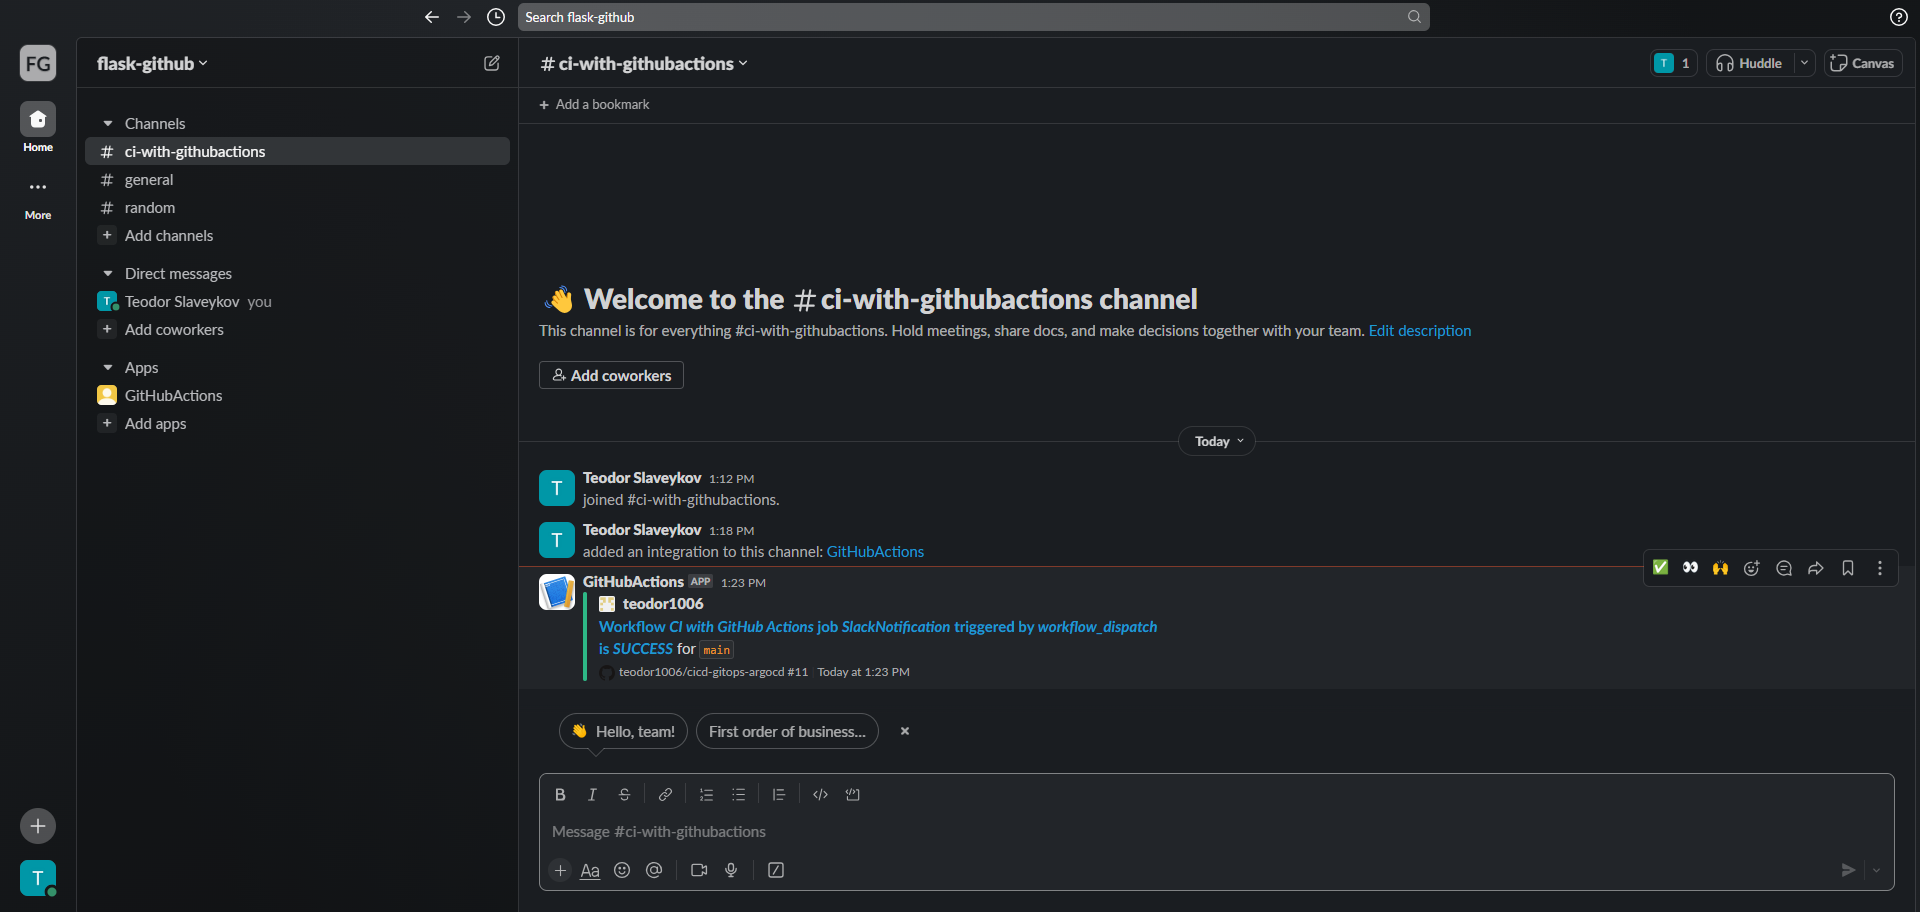 Search flask-github
FG
flask-github
# ci-with-githubactions
T 1
Huddle
Canvas
+ Add a bookmark
Home
More
Channels
# ci-with-githubactions
# general
# random
+ Add channels
Direct messages
T Teodor Slaveykov you
+ Add coworkers
Apps
GitHubActions
+ Add apps
T
👋 Welcome to the # ci-with-githubactions channel
This channel is for everything #ci-with-githubactions. Hold meetings, share docs, and make decisions together with your team. Edit description
Add coworkers
Today
T
Teodor Slaveykov 1:12 PM
joined #ci-with-githubactions.
T
Teodor Slaveykov 1:18 PM
added an integration to this channel: GitHubActions
GitHubActions APP 1:23 PM
teodor1006
Workflow CI with GitHub Actions job SlackNotification triggered by workflow_dispatch
is SUCCESS for main
teodor1006/cicd-gitops-argocd #11 Today at 1:23 PM
👋 Hello, team!
First order of business...
B I S
Message #ci-with-githubactions
+ Aa @